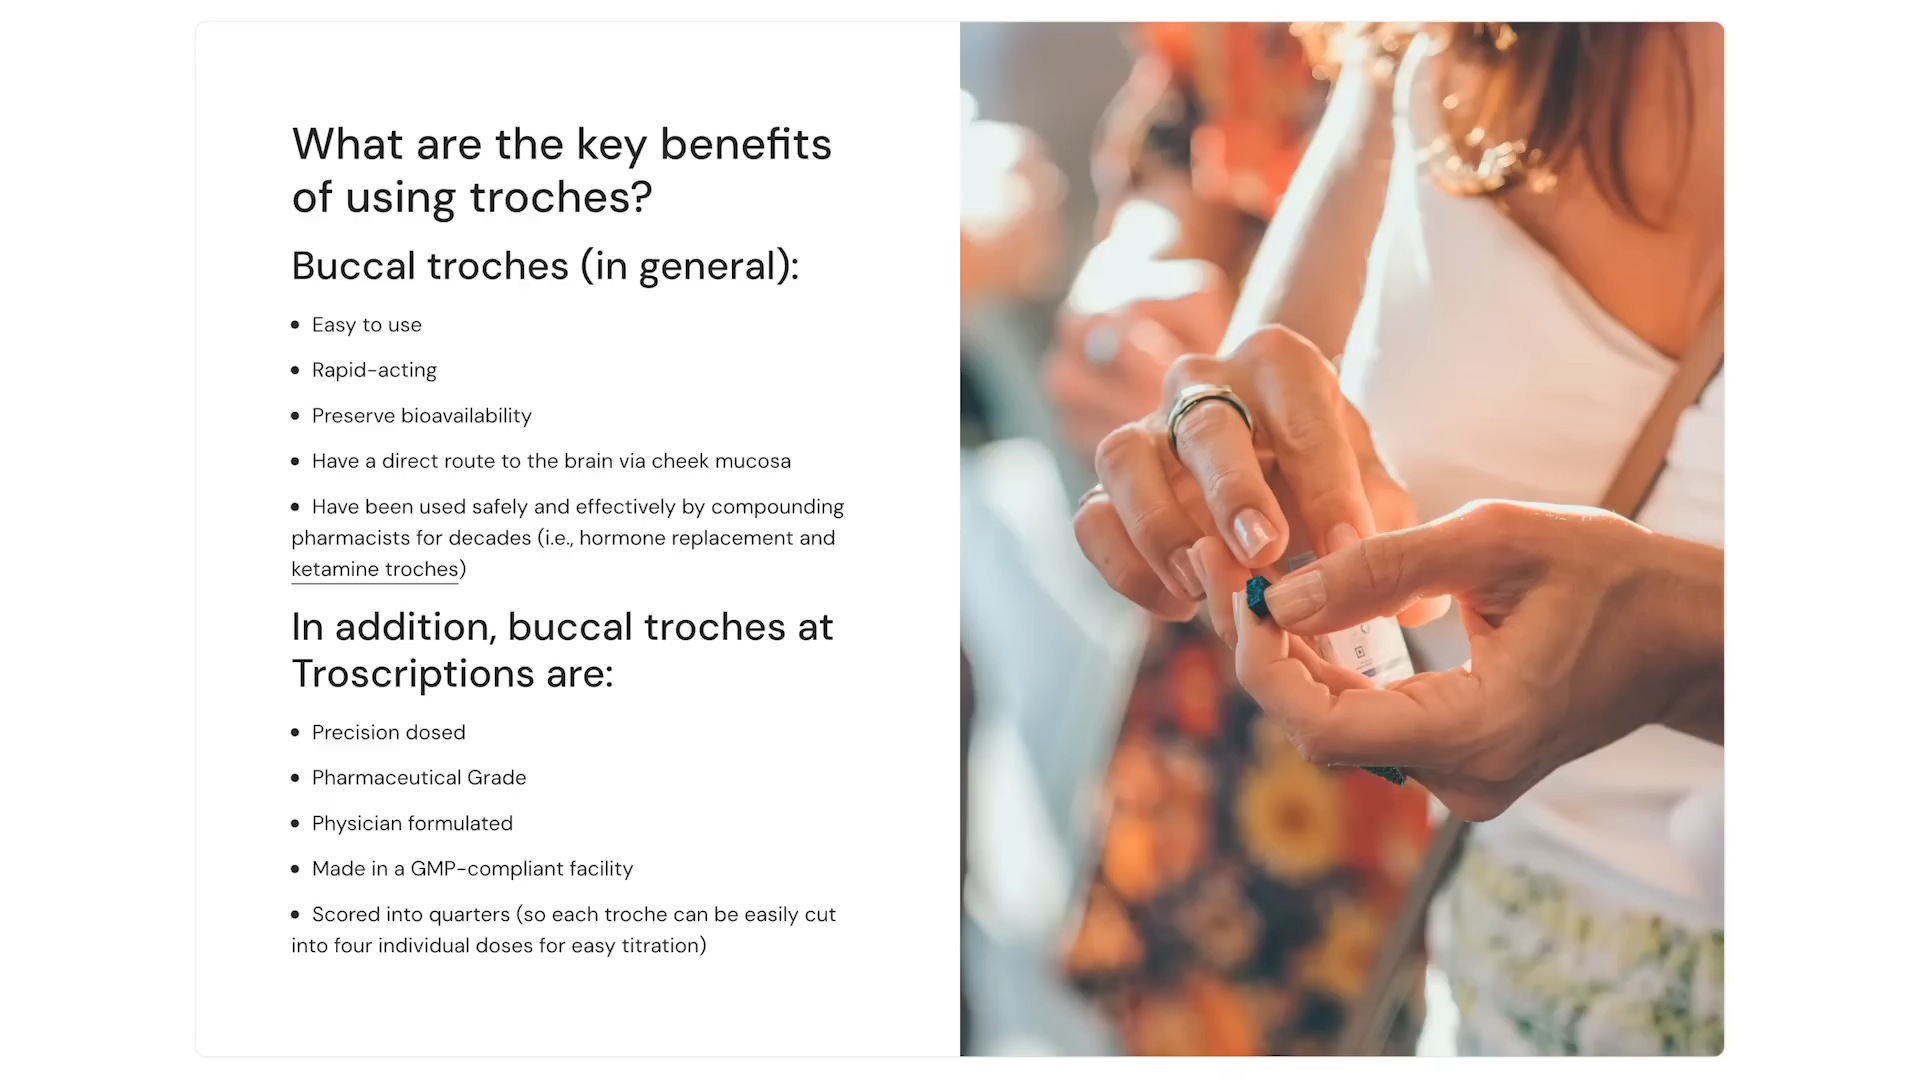 What are the key benefits
of using troches?
Buccal troches (in general):
• Easy to use
• Rapid-acting
• Preserve bioavailability
• Have a direct route to the brain via cheek mucosa
• Have been used safely and effectively by compounding
pharmacists for decades (i.e., hormone replacement and
ketamine troches)
In addition, buccal troches at
Troscriptions are:
• Precision dosed
• Pharmaceutical Grade
• Physician formulated
• Made in a GMP-compliant facility
• Scored into quarters (so each troche can be easily cut
into four individual doses for easy titration)